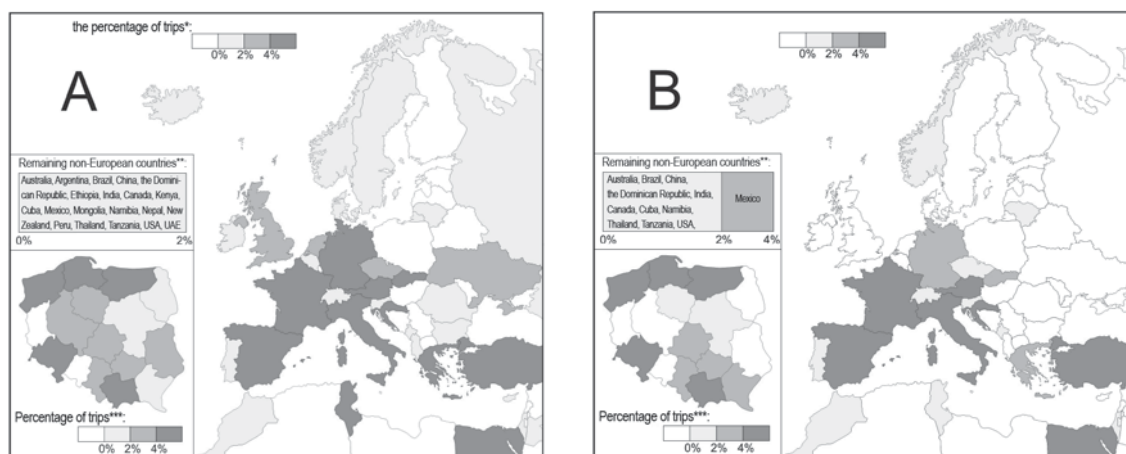 the percentage of trips*:
0% 2% 4%
A
Remaining non-European countries**:
Australia, Argentina, Brazil, China, the Domini-
can Republic, Ethiopia, India, Canada, Kenya,
Cuba, Mexico, Mongolia, Namibia, Nepal, New
Zealand, Peru, Thailand, Tanzania, USA, UAE
0% 2%
Percentage of trips***:
0% 2% 4%
0% 2% 4%
B
Remaining non-European countries**:
Australia, Brazil, China,
the Dominican Republic, India,
Canada, Cuba, Namibia,
Thailand, Tanzania, USA,
Mexico
0% 2% 4%
Percentage of trips***:
0% 2% 4%